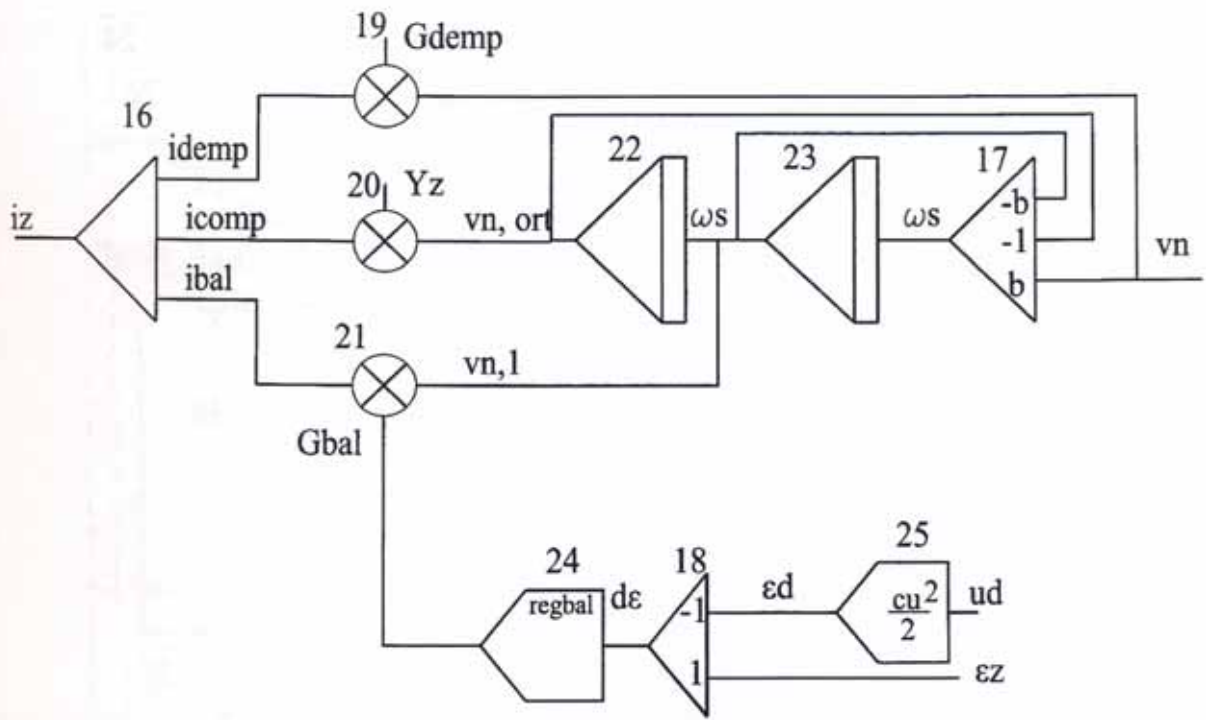 19 Gdemp
16
idemp
22
23
17
20 Yz
-b
iz
icomp
vn, ort
ωs
ωs
-1
vn
ibal
b
21
vn,1
Gbal
25
24
18
regbal
dε
-1
εd
cu²
2
ud
1
εz